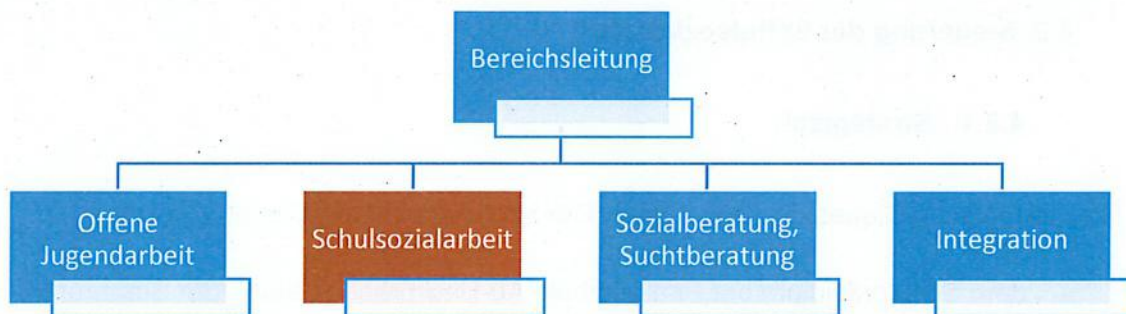 Bereichsleitung
Offene
Jugendarbeit
Schulsozialarbeit
Sozialberatung,
Suchtberatung
Integration